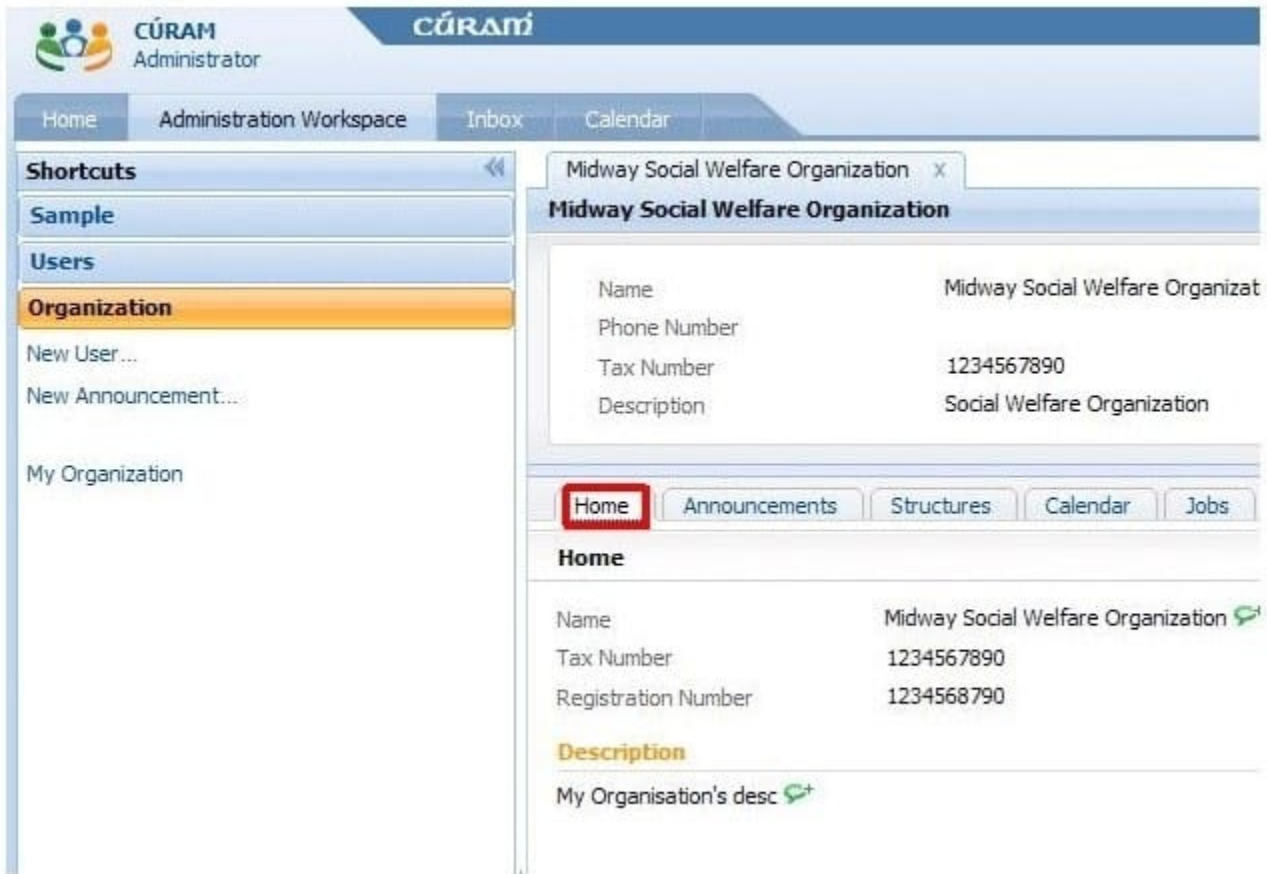 CÚRAM
Administrator
CÚRAM
Home Administration Workspace Inbox Calendar
Shortcuts
Sample
Users
Organization
New User...
New Announcement...
My Organization
Midway Social Welfare Organization x
Midway Social Welfare Organization
Name Midway Social Welfare Organizat
Phone Number
Tax Number 1234567890
Description Social Welfare Organization
Home Announcements Structures Calendar Jobs
Home
Name Midway Social Welfare Organization
Tax Number 1234567890
Registration Number 1234568790
Description
My Organisation's desc